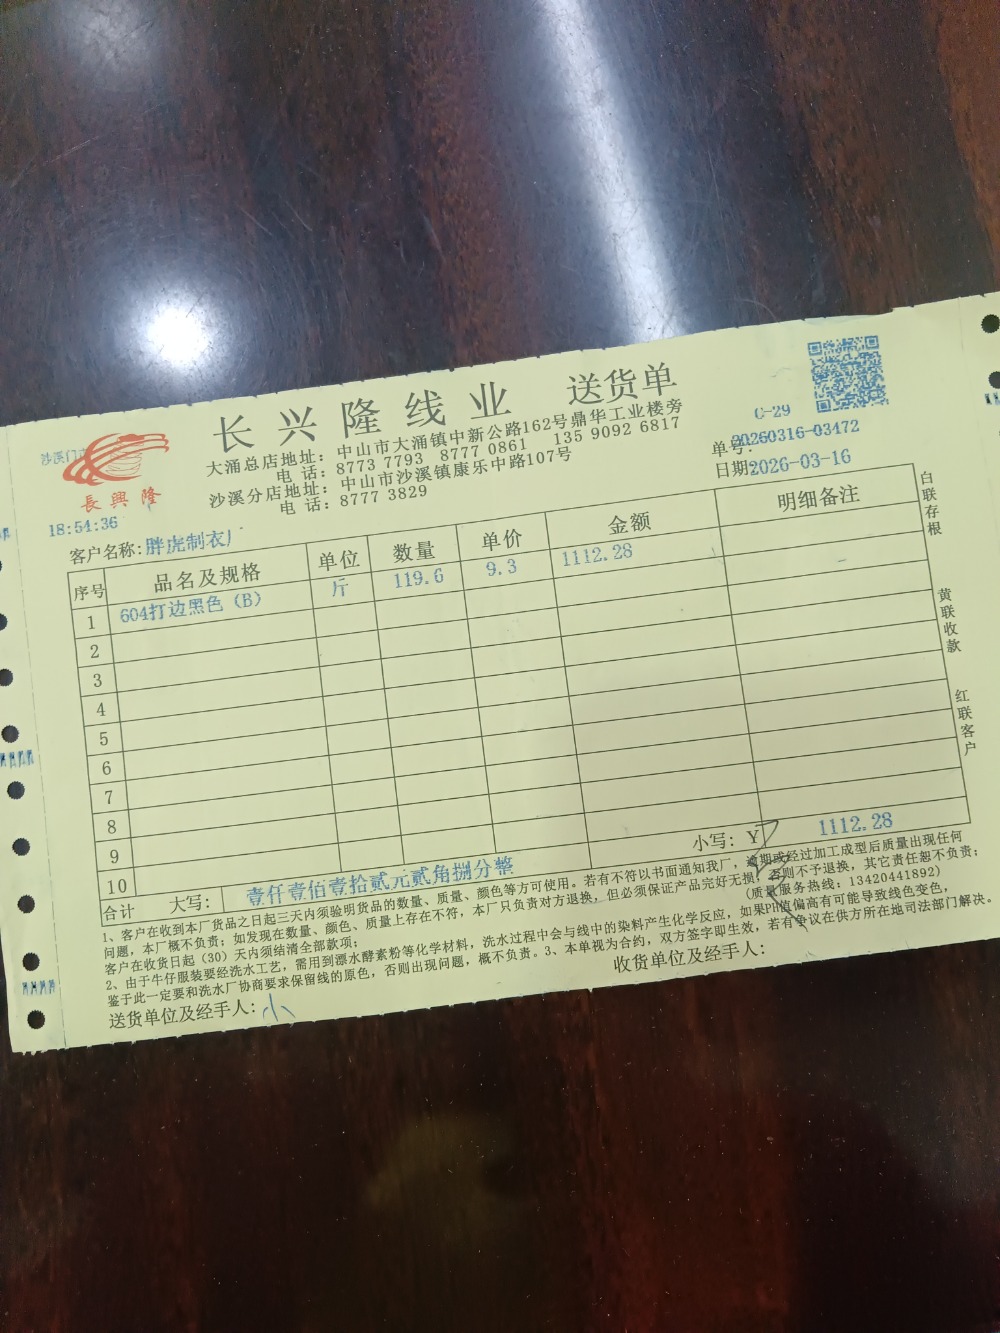 长兴隆线业 送货单
大涌总店地址：中山市大涌镇中新公路162号鼎华工业楼旁
电 话：8773 7793 8777 0861 135 9092 6817
沙溪分店地址：中山市沙溪镇康乐中路107号
电 话：8777 3829
沙溪门
長興隆
C-29
单号：20260316-03472
日期：2026-03-16
18:54:36
客户名称：胖虎制衣厂
序号 品名及规格 单位 数量 单价 金额 明细备注
1 604打边黑色（B） 斤 119.6 9.3 1112.28
2
3
4
5
6
7
8
9
10
合计 大写：壹仟壹佰壹拾贰元贰角捌分整 小写：Y 1112.28
白联存根
黄联收款
红联客户
1、客户在收到本厂货品之日起三天内须验明货品的数量、质量、颜色等方可使用。若有不符以书面通知我厂，逾期或经过加工成型后质量出现任何
问题，本厂概不负责；如发现在数量、颜色、质量上存在不符，本厂只负责对方退换，但必须保证产品完好无损，否则不予退换，其它责任恕不负责；
客户在收货日起（30）天内须结清全部款项； （质量服务热线：13420441892）
2、由于牛仔服装要经洗水工艺，需用到漂水酵素粉等化学材料，洗水过程中会与线中的染料产生化学反应，如果PH值偏高有可能导致线色变色，
鉴于此一定要和洗水厂协商要求保留线的原色，否则出现问题，概不负责。3、本单视为合约，双方签字即生效，若有争议在供方所在地司法部门解决。
送货单位及经手人：小 收货单位及经手人：